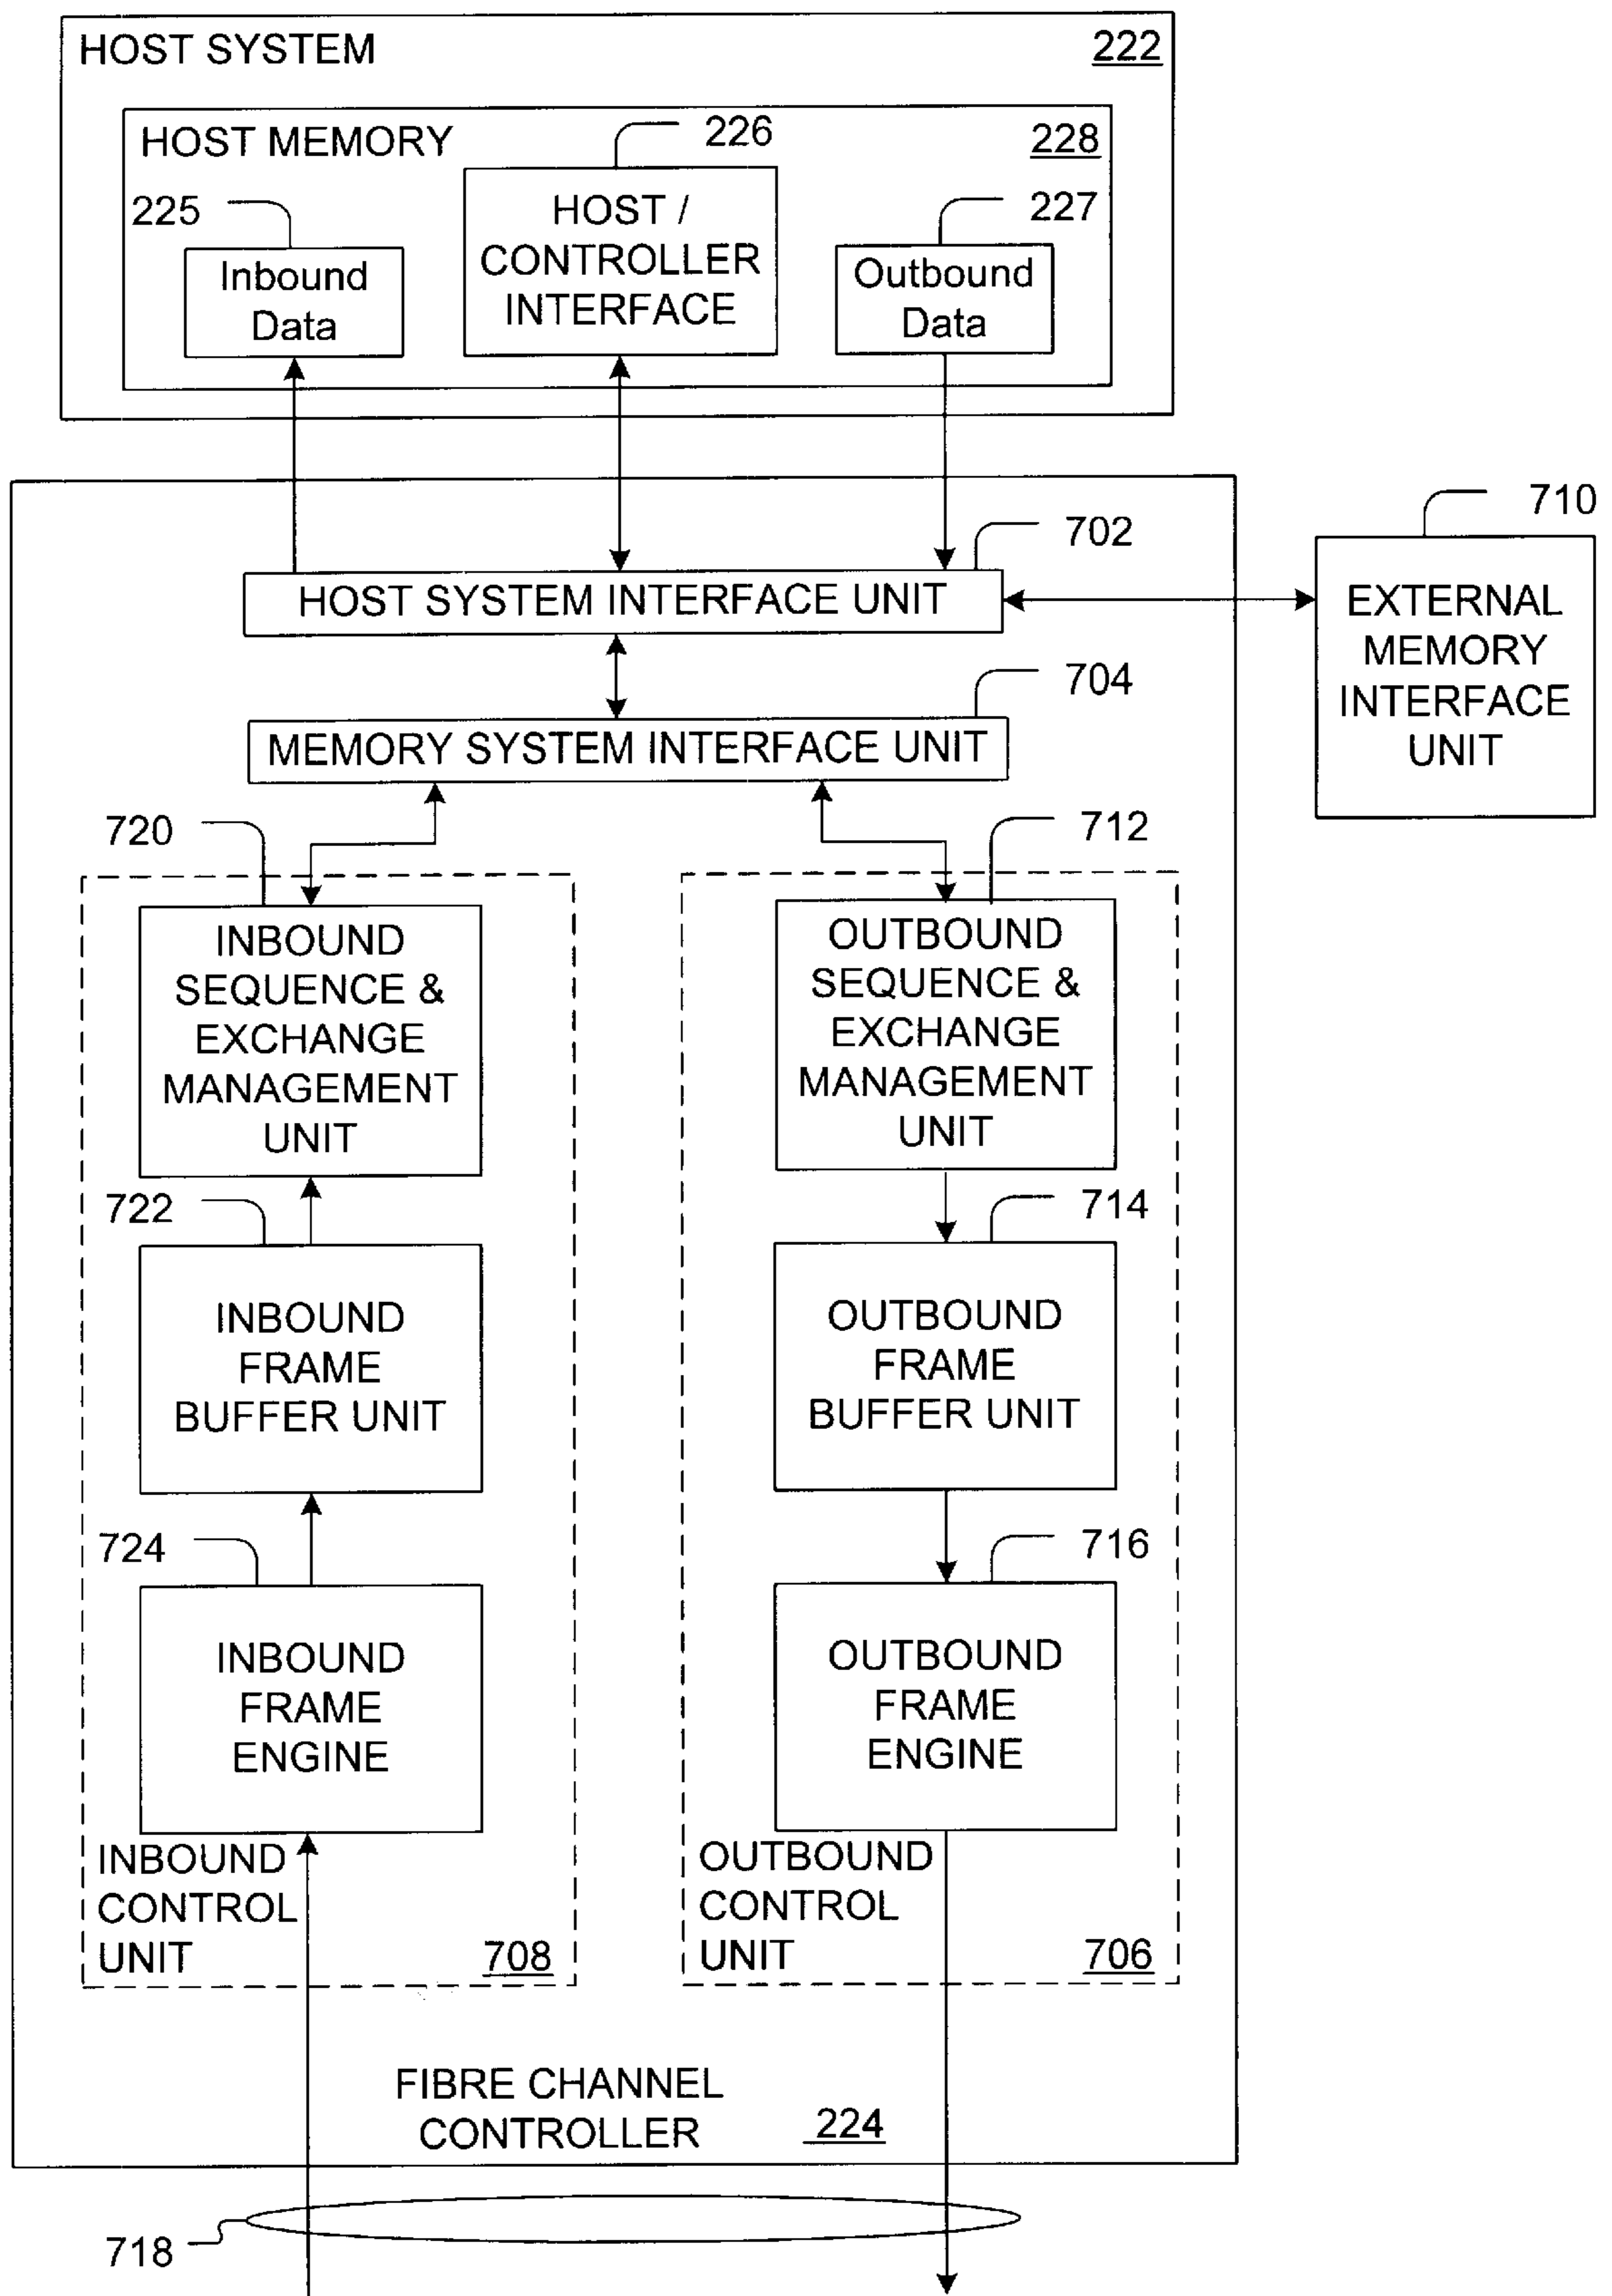 HOST SYSTEM 222
HOST MEMORY 226 228
225 227
HOST /
CONTROLLER
INTERFACE
Inbound
Data
Outbound
Data
702
HOST SYSTEM INTERFACE UNIT
710
EXTERNAL
MEMORY
INTERFACE
UNIT
704
MEMORY SYSTEM INTERFACE UNIT
720
INBOUND
SEQUENCE &
EXCHANGE
MANAGEMENT
UNIT
712
OUTBOUND
SEQUENCE &
EXCHANGE
MANAGEMENT
UNIT
722
INBOUND
FRAME
BUFFER UNIT
714
OUTBOUND
FRAME
BUFFER UNIT
724
INBOUND
FRAME
ENGINE
716
OUTBOUND
FRAME
ENGINE
INBOUND
CONTROL
UNIT 708
OUTBOUND
CONTROL
UNIT 706
FIBRE CHANNEL
CONTROLLER 224
718